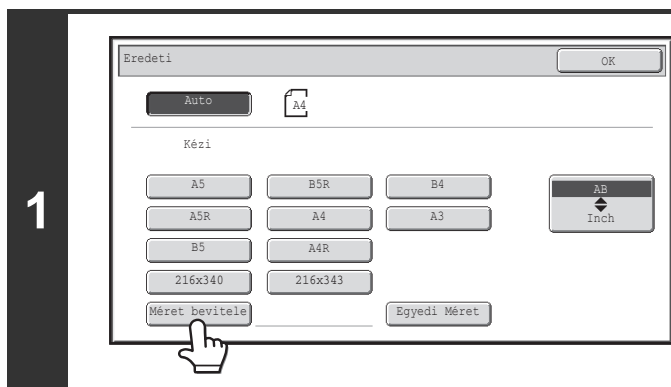 1
Eredeti OK
Auto A4
Kézi
A5 B5R B4 AB
A5R A4 A3 Inch
B5 A4R
216x340 216x343
Méret bevitele Egyedi Méret